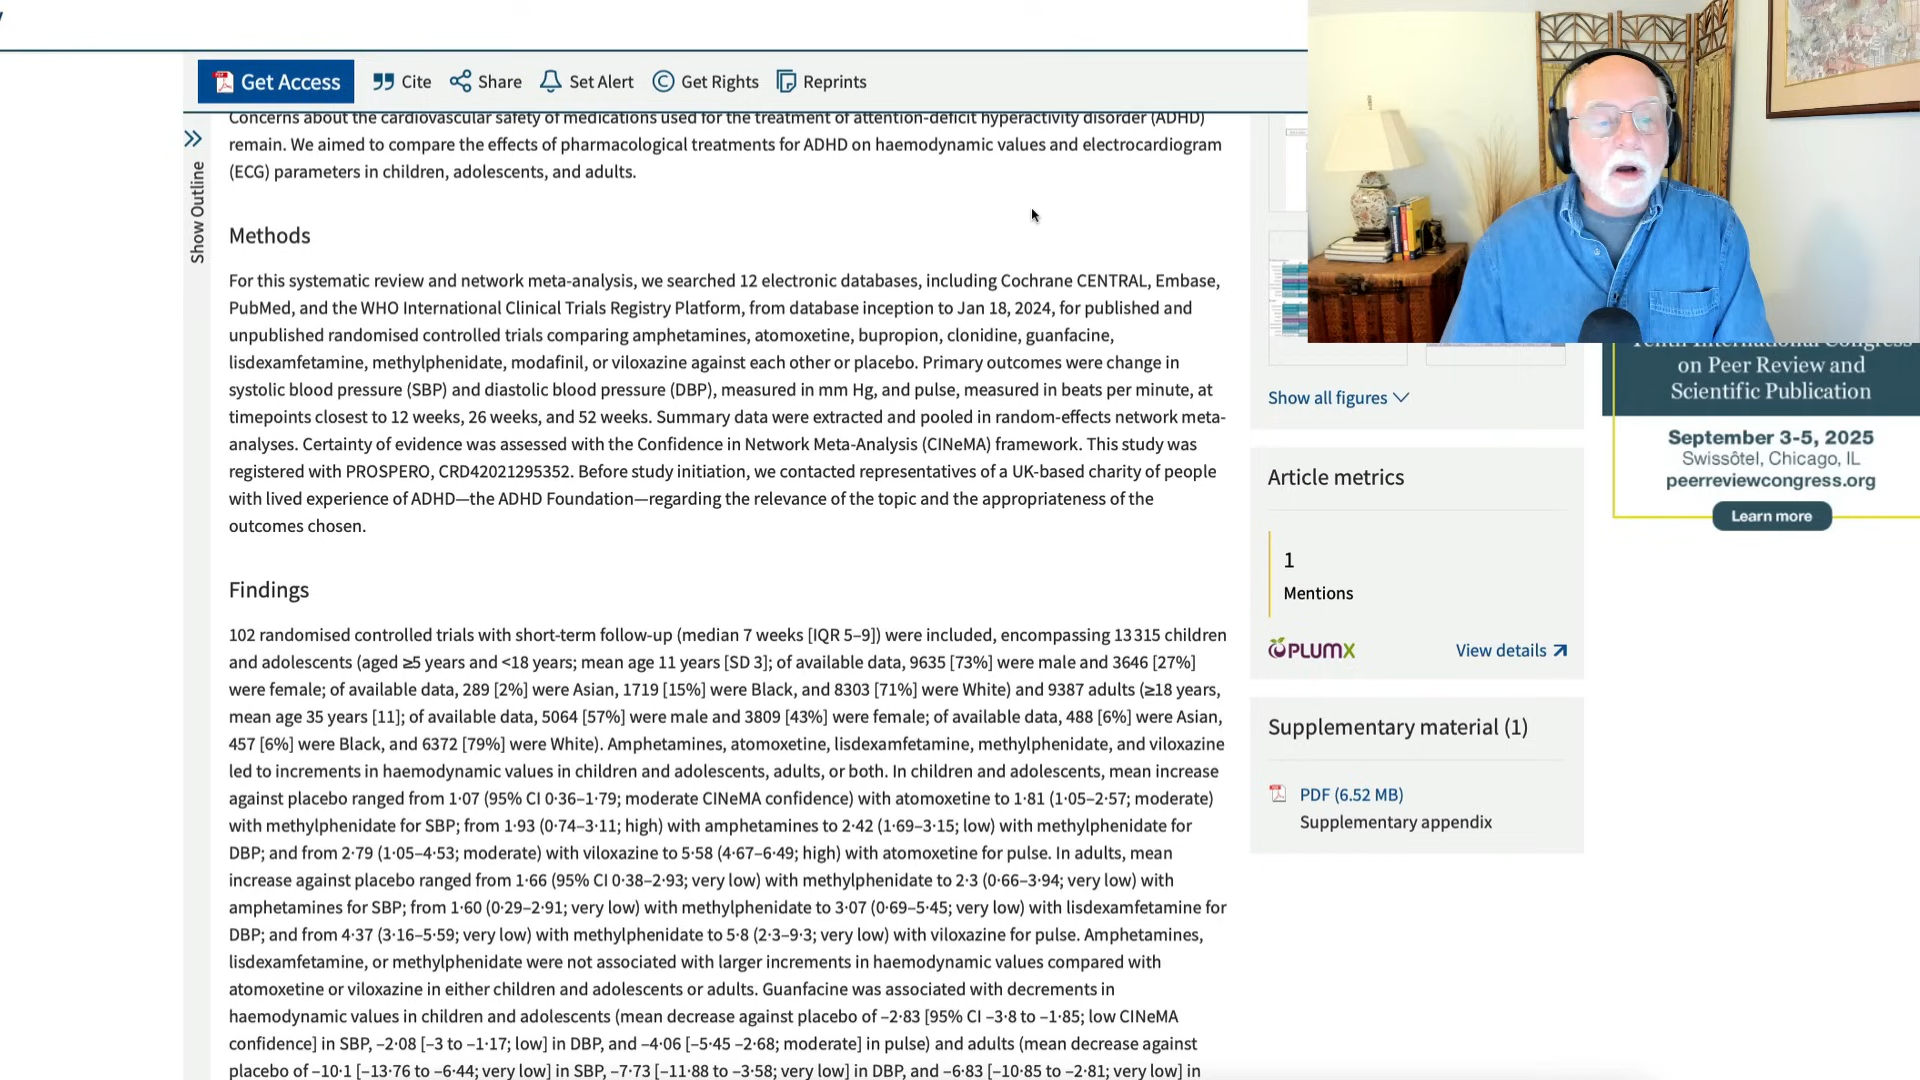 Get Access
Cite
Share
Set Alert
Get Rights
Reprints
Show Outline
Concerns about the cardiovascular safety of medications used for the treatment of attention-deficit hyperactivity disorder (ADHD)
remain. We aimed to compare the effects of pharmacological treatments for ADHD on haemodynamic values and electrocardiogram
(ECG) parameters in children, adolescents, and adults.
Methods
For this systematic review and network meta-analysis, we searched 12 electronic databases, including Cochrane CENTRAL, Embase,
PubMed, and the WHO International Clinical Trials Registry Platform, from database inception to Jan 18, 2024, for published and
unpublished randomised controlled trials comparing amphetamines, atomoxetine, bupropion, clonidine, guanfacine,
lisdexamfetamine, methylphenidate, modafinil, or viloxazine against each other or placebo. Primary outcomes were change in
systolic blood pressure (SBP) and diastolic blood pressure (DBP), measured in mm Hg, and pulse, measured in beats per minute, at
timepoints closest to 12 weeks, 26 weeks, and 52 weeks. Summary data were extracted and pooled in random-effects network meta-
analyses. Certainty of evidence was assessed with the Confidence in Network Meta-Analysis (CINeMA) framework. This study was
registered with PROSPERO, CRD42021295352. Before study initiation, we contacted representatives of a UK-based charity of people
with lived experience of ADHD—the ADHD Foundation—regarding the relevance of the topic and the appropriateness of the
outcomes chosen.
Findings
102 randomised controlled trials with short-term follow-up (median 7 weeks [IQR 5–9]) were included, encompassing 13 315 children
and adolescents (aged ≥5 years and <18 years; mean age 11 years [SD 3]; of available data, 9635 [73%] were male and 3646 [27%]
were female; of available data, 289 [2%] were Asian, 1719 [15%] were Black, and 8303 [71%] were White) and 9387 adults (≥18 years,
mean age 35 years [11]; of available data, 5064 [57%] were male and 3809 [43%] were female; of available data, 488 [6%] were Asian,
457 [6%] were Black, and 6372 [79%] were White). Amphetamines, atomoxetine, lisdexamfetamine, methylphenidate, and viloxazine
led to increments in haemodynamic values in children and adolescents, adults, or both. In children and adolescents, mean increase
against placebo ranged from 1·07 (95% CI 0·36–1·79; moderate CINeMA confidence) with atomoxetine to 1·81 (1·05–2·57; moderate)
with methylphenidate for SBP; from 1·93 (0·74–3·11; high) with amphetamines to 2·42 (1·69–3·15; low) with methylphenidate for
DBP; and from 2·79 (1·05–4·53; moderate) with viloxazine to 5·58 (4·67–6·49; high) with atomoxetine for pulse. In adults, mean
increase against placebo ranged from 1·66 (95% CI 0·38–2·93; very low) with methylphenidate to 2·3 (0·66–3·94; very low) with
amphetamines for SBP; from 1·60 (0·29–2·91; very low) with methylphenidate to 3·07 (0·69–5·45; very low) with lisdexamfetamine for
DBP; and from 4·37 (3·16–5·59; very low) with methylphenidate to 5·8 (2·3–9·3; very low) with viloxazine for pulse. Amphetamines,
lisdexamfetamine, or methylphenidate were not associated with larger increments in haemodynamic values compared with
atomoxetine or viloxazine in either children and adolescents or adults. Guanfacine was associated with decrements in
haemodynamic values in children and adolescents (mean decrease against placebo of –2·83 [95% CI –3·8 to –1·85; low CINeMA
confidence] in SBP, –2·08 [–3 to –1·17; low] in DBP, and –4·06 [–5·45 –2·68; moderate] in pulse) and adults (mean decrease against
placebo of –10·1 [–13·76 to –6·44; very low] in SBP, –7·73 [–11·88 to –3·58; very low] in DBP, and –6·83 [–10·85 to –2·81; very low] in
Show all figures
Article metrics
1
Mentions
PLUMX
View details
Supplementary material (1)
PDF (6.52 MB)
Supplementary appendix
Tenth International Congress
on Peer Review and
Scientific Publication
September 3-5, 2025
Swissôtel, Chicago, IL
peerreviewcongress.org
Learn more